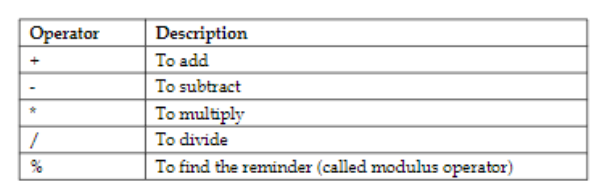 Operator Description
+ To add
- To subtract
* To multiply
/ To divide
% To find the reminder (called modulus operator)